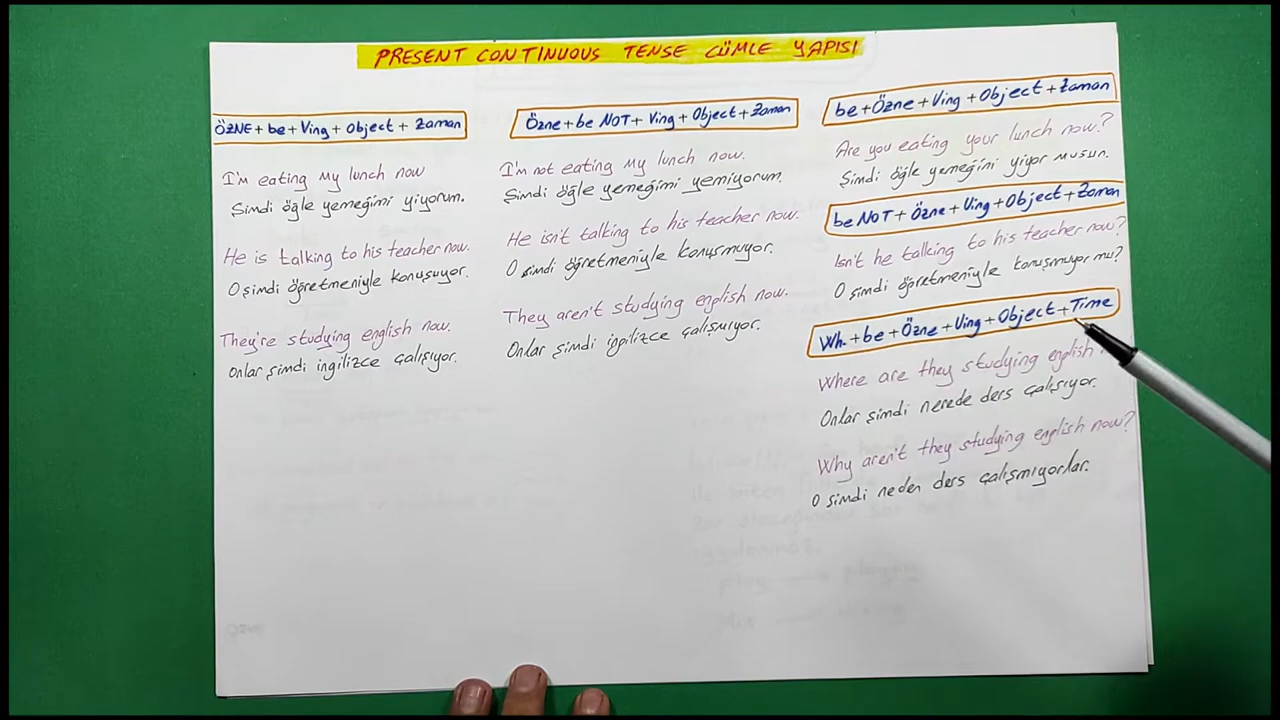 PRESENT CONTINUOUS TENSE CÜMLE YAPISI
ÖZNE + be + Ving + Object + Zaman
I'm eating my lunch now
Şimdi öğle yemeğimi yiyorum.
He is talking to his teacher now.
O şimdi öğretmeniyle konuşuyor.
They're studying english now.
Onlar şimdi ingilizce çalışıyor.
Özne + be NOT + Ving + Object + Zaman
I'm not eating my lunch now.
Şimdi öğle yemeğimi yemiyorum.
He isn't talking to his teacher now.
O şimdi öğretmeniyle konuşmuyor.
They aren't studying english now.
Onlar şimdi ingilizce çalışmıyor.
be + Özne + Ving + Object + Zaman
Are you eating your lunch now.?
Şimdi öğle yemeğini yiyor musun.
be NOT + Özne + Ving + Object + Zaman
Isn't he talking to his teacher now?
O şimdi öğretmeniyle konuşmuyor mu?
Wh. + be + Özne + Ving + Object + Time
Where are they studying english
Onlar şimdi nerede ders çalışıyor.
Why aren't they studying english now?
O şimdi neden ders çalışmıyorlar.